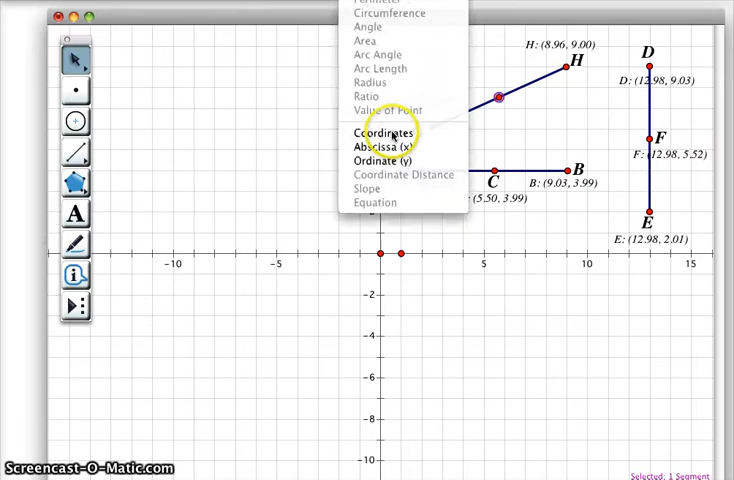 Perimeter
Circumference
Angle
Area
Arc Angle
Arc Length
Radius
Ratio
Value of Point
Coordinates
Abscissa (x)
Ordinate (y)
Coordinate Distance
Slope
Equation
H: (8.96, 9.00)
H
D
D: (12.98, 9.03)
F
F: (12.98, 5.52)
C
B
B: (9.03, 3.99)
(5.50, 3.99)
E
E: (12.98, 2.01)
A
-10
-5
5
10
15
-2
-4
-6
-8
-10
Selected: 1 Segment
Screencast-O-Matic.com